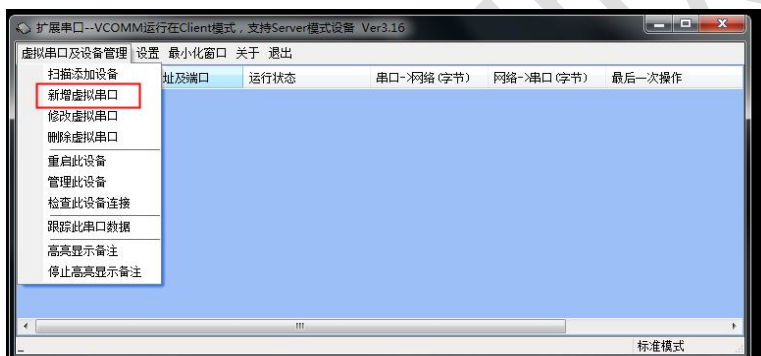 扩展串口--VCOMM运行在Client模式，支持Server模式设备 Ver3.16
虚拟串口及设备管理 设置 最小化窗口 关于 退出
扫描添加设备
新增虚拟串口
修改虚拟串口
删除虚拟串口
重启此设备
管理此设备
检查此设备连接
跟踪此串口数据
高亮显示备注
停止高亮显示备注
址及端口 运行状态 串口->网络(字节) 网络->串口(字节) 最后一次操作
标准模式